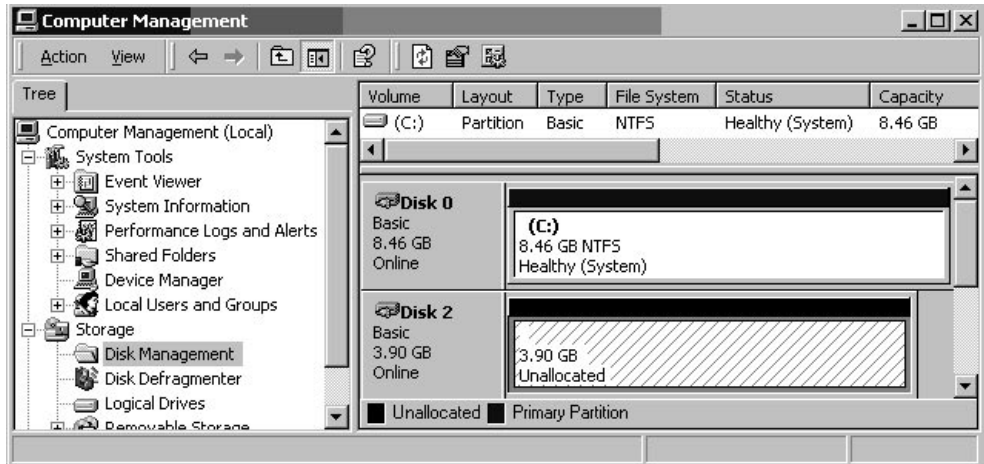 Computer Management
Action View
Tree
Volume Layout Type File System Status Capacity
(C:) Partition Basic NTFS Healthy (System) 8.46 GB
Computer Management (Local)
System Tools
Event Viewer
System Information
Performance Logs and Alerts
Shared Folders
Device Manager
Local Users and Groups
Storage
Disk Management
Disk Defragmenter
Logical Drives
Removable Storage
Disk 0
Basic
8.46 GB
Online
(C:)
8.46 GB NTFS
Healthy (System)
Disk 2
Basic
3.90 GB
Online
3.90 GB
Unallocated
Unallocated Primary Partition